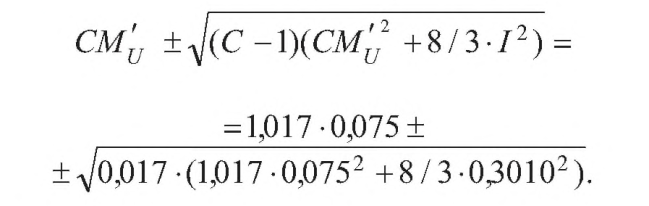 CM′_U ±√((C −1)(CM′_U² +8/3·I²)) =
=1,017·0,075±
±√(0,017·(1,017·0,075² +8/3·0,3010²)).